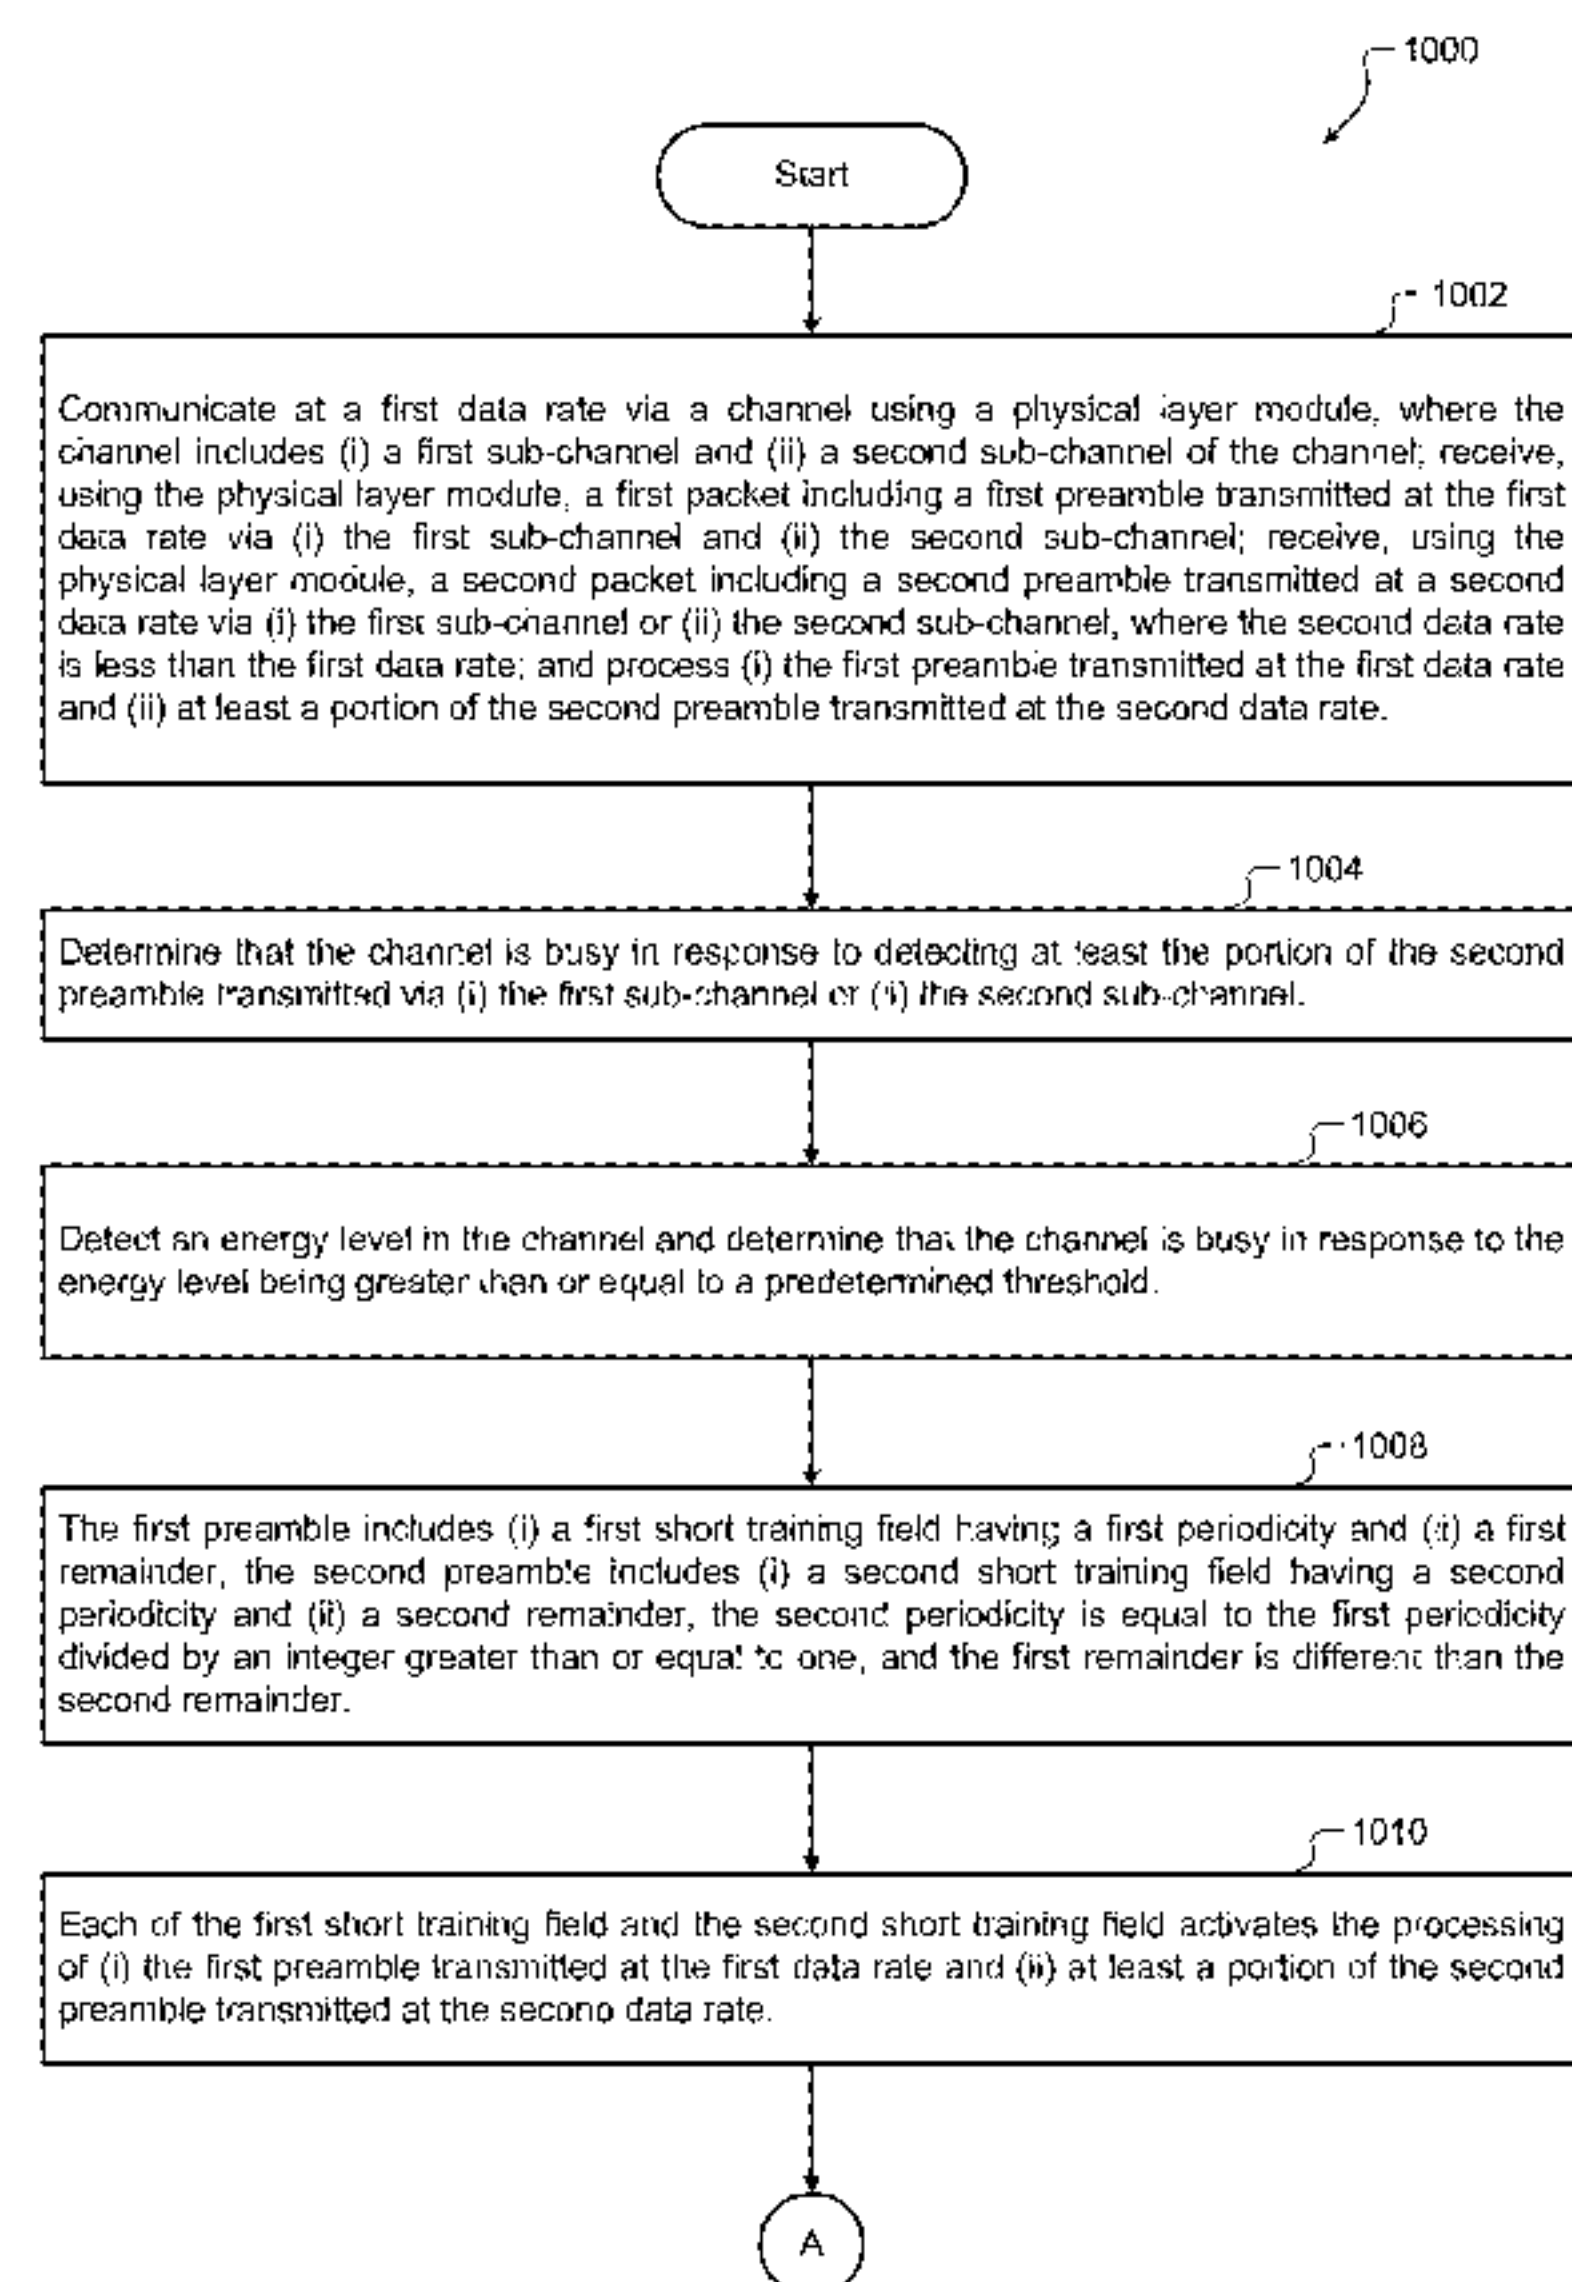 1000
Start
1002
Communicate at a first data rate via a channel using a physical layer module, where the
channel includes (i) a first sub-channel and (ii) a second sub-channel of the channel; receive,
using the physical layer module, a first packet including a first preamble transmitted at the first
data rate via (i) the first sub-channel and (ii) the second sub-channel; receive, using the
physical layer module, a second packet including a second preamble transmitted at a second
data rate via (i) the first sub-channel or (ii) the second sub-channel, where the second data rate
is less than the first data rate; and process (i) the first preamble transmitted at the first data rate
and (ii) at least a portion of the second preamble transmitted at the second data rate.
1004
Determine that the channel is busy in response to detecting at least the portion of the second
preamble transmitted via (i) the first sub-channel or (ii) the second sub-channel.
1006
Detect an energy level in the channel and determine that the channel is busy in response to the
energy level being greater than or equal to a predetermined threshold.
1008
The first preamble includes (i) a first short training field having a first periodicity and (ii) a first
remainder, the second preamble includes (i) a second short training field having a second
periodicity and (ii) a second remainder, the second periodicity is equal to the first periodicity
divided by an integer greater than or equal to one, and the first remainder is different than the
second remainder.
1010
Each of the first short training field and the second short training field activates the processing
of (i) the first preamble transmitted at the first data rate and (ii) at least a portion of the second
preamble transmitted at the second data rate.
A